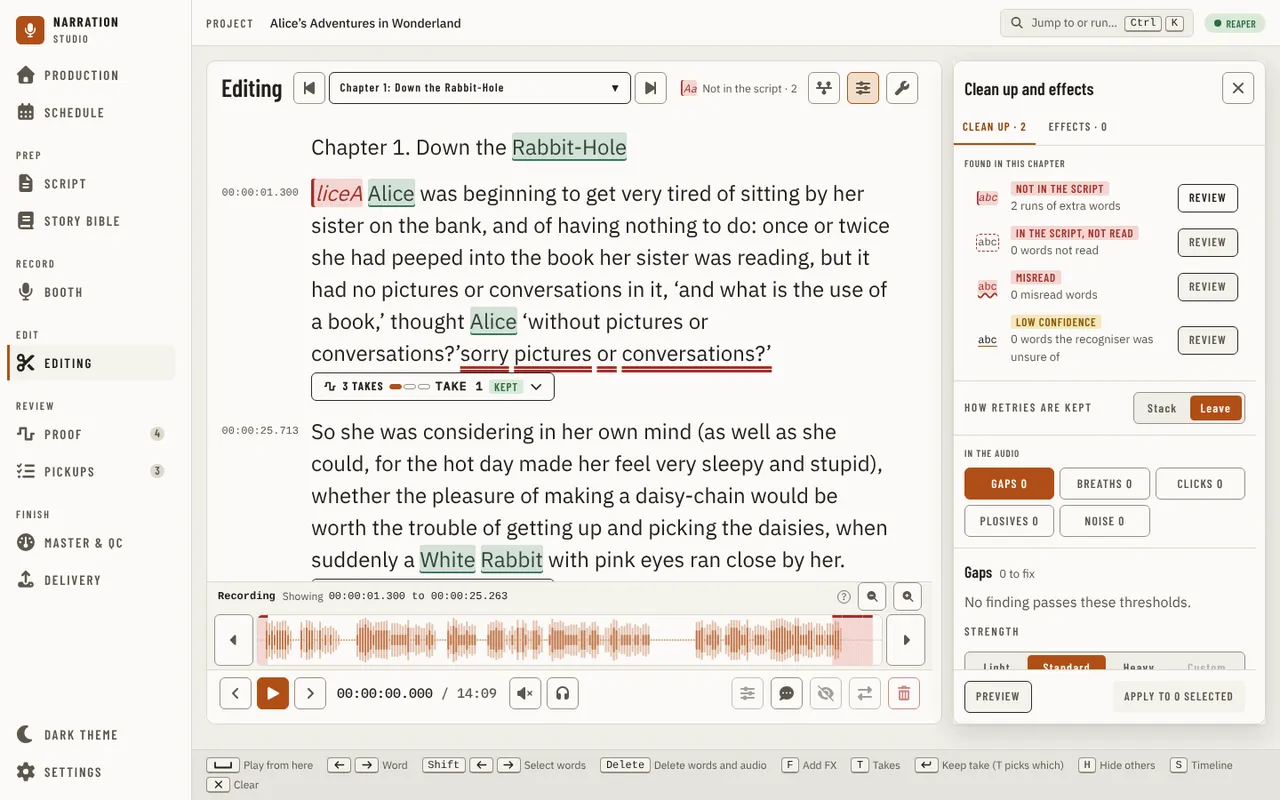 NARRATION
STUDIO
PRODUCTION
SCHEDULE
PREP
SCRIPT
STORY BIBLE
RECORD
BOOTH
EDIT
EDITING
REVIEW
PROOF 4
PICKUPS 3
FINISH
MASTER & QC
DELIVERY
DARK THEME
SETTINGS
PROJECT Alice’s Adventures in Wonderland
Jump to or run... Ctrl K
REAPER
Editing
Chapter 1: Down the Rabbit-Hole ▼
Aa Not in the script · 2
Chapter 1. Down the Rabbit-Hole
00:00:01.300
liceA Alice was beginning to get very tired of sitting by her
sister on the bank, and of having nothing to do: once or twice
she had peeped into the book her sister was reading, but it
had no pictures or conversations in it, ‘and what is the use of
a book,’ thought Alice ‘without pictures or
conversations?’sorry pictures or conversations?’
3 TAKES TAKE 1 KEPT
00:00:25.713
So she was considering in her own mind (as well as she
could, for the hot day made her feel very sleepy and stupid),
whether the pleasure of making a daisy-chain would be
worth the trouble of getting up and picking the daisies, when
suddenly a White Rabbit with pink eyes ran close by her.
Recording Showing 00:00:01.300 to 00:00:25.263
?
00:00:00.000 / 14:09
Clean up and effects
CLEAN UP · 2 EFFECTS · 0
FOUND IN THIS CHAPTER
abc NOT IN THE SCRIPT
2 runs of extra words
REVIEW
abc IN THE SCRIPT, NOT READ
0 words not read
REVIEW
abc MISREAD
0 misread words
REVIEW
abc LOW CONFIDENCE
0 words the recogniser was
unsure of
REVIEW
HOW RETRIES ARE KEPT Stack Leave
IN THE AUDIO
GAPS 0 BREATHS 0 CLICKS 0
PLOSIVES 0 NOISE 0
Gaps 0 to fix
No finding passes these thresholds.
STRENGTH
Light Standard Heavy Custom
PREVIEW APPLY TO 0 SELECTED
Play from here ← → Word Shift ← → Select words Delete Delete words and audio F Add FX T Takes ↵ Keep take (T picks which) H Hide others S Timeline
✕ Clear